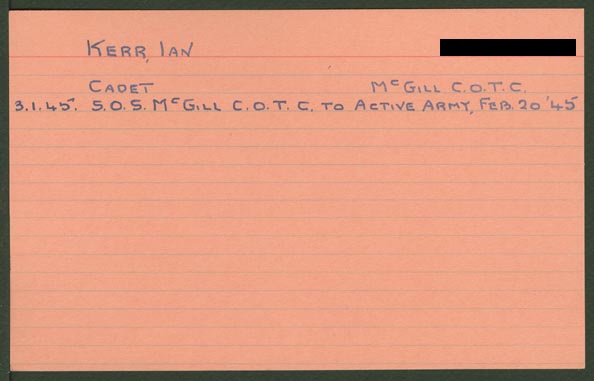 KERR, IAN
CADET McGILL C.O.T.C.
3.1.45. S.O.S. McGILL C.O.T.C. TO ACTIVE ARMY, FEB. 20 '45